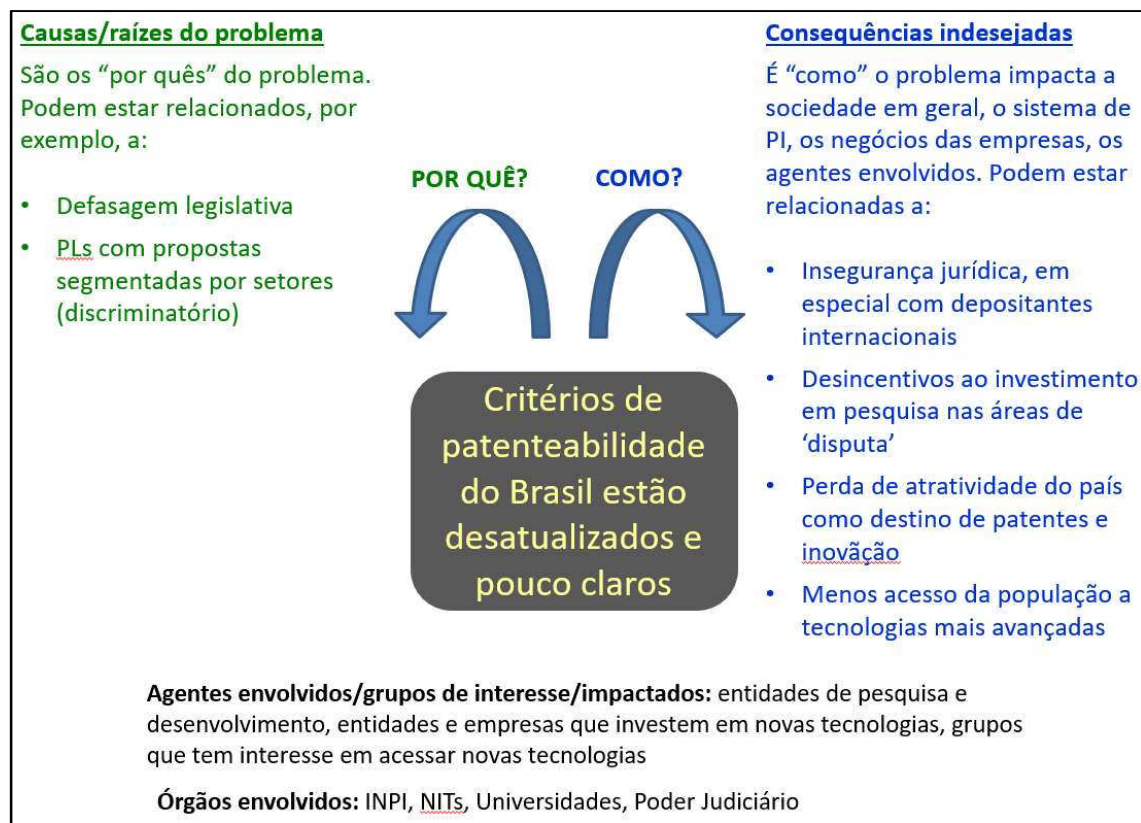 Causas/raízes do problema
São os “por quês” do problema.
Podem estar relacionados, por
exemplo, a:
• Defasagem legislativa
• PLs com propostas
segmentadas por setores
(discriminatório)
POR QUÊ?
COMO?
Critérios de
patenteabilidade
do Brasil estão
desatualizados e
pouco claros
Consequências indesejadas
É “como” o problema impacta a
sociedade em geral, o sistema de
PI, os negócios das empresas, os
agentes envolvidos. Podem estar
relacionadas a:
• Insegurança jurídica, em
especial com depositantes
internacionais
• Desincentivos ao investimento
em pesquisa nas áreas de
‘disputa’
• Perda de atratividade do país
como destino de patentes e
inovãção
• Menos acesso da população a
tecnologias mais avançadas
Agentes envolvidos/grupos de interesse/impactados: entidades de pesquisa e
desenvolvimento, entidades e empresas que investem em novas tecnologias, grupos
que tem interesse em acessar novas tecnologias
Órgãos envolvidos: INPI, NITs, Universidades, Poder Judiciário